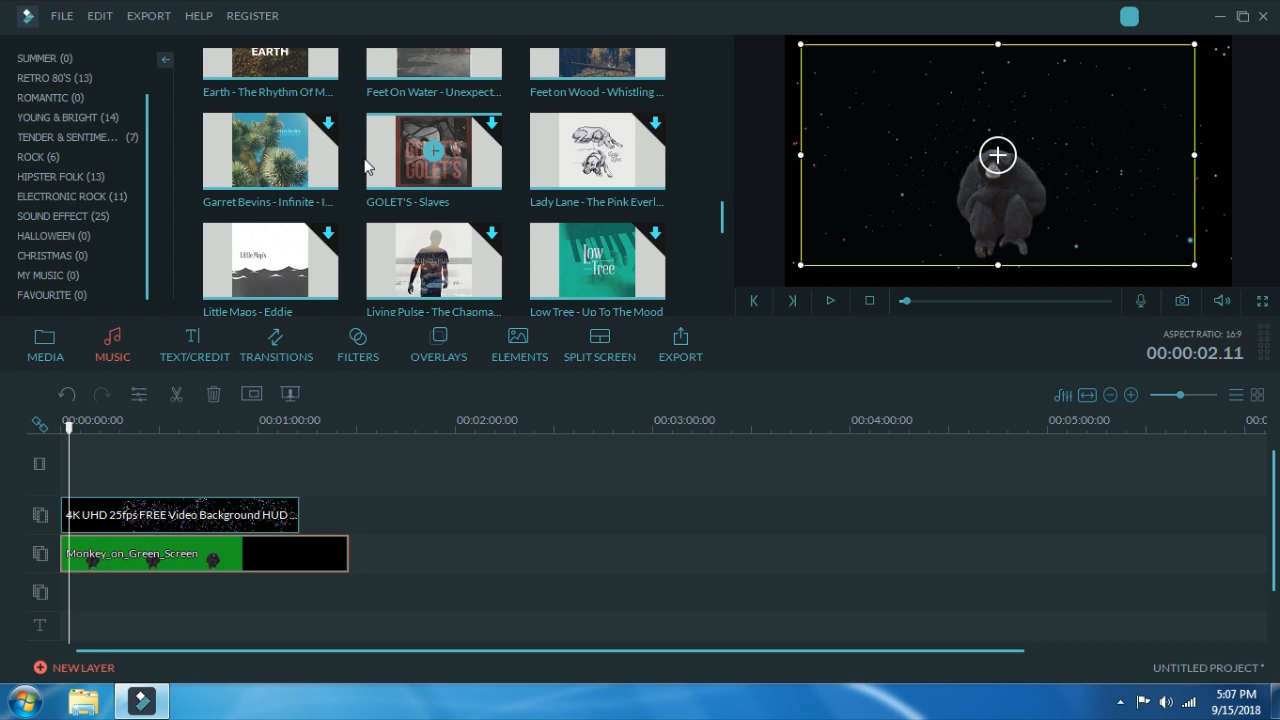 FILE EDIT EXPORT HELP REGISTER
SUMMER (0)
RETRO 80'S (13)
ROMANTIC (0)
YOUNG & BRIGHT (14)
TENDER & SENTIME... (7)
ROCK (6)
HIPSTER FOLK (13)
ELECTRONIC ROCK (11)
SOUND EFFECT (25)
HALLOWEEN (0)
CHRISTMAS (0)
MY MUSIC (0)
FAVOURITE (0)
EARTH
Earth - The Rhythm Of M... Feet On Water - Unexpect... Feet on Wood - Whistling ...
GOLET'S
Garret Bevins - Infinite - I... GOLET'S - Slaves Lady Lane - The Pink Everl...
Little Map's
Low
Tree
Little Maps - Eddie Living Pulse - The Chapma... Low Tree - Up To The Mood
MEDIA MUSIC TEXT/CREDIT TRANSITIONS FILTERS OVERLAYS ELEMENTS SPLIT SCREEN EXPORT
ASPECT RATIO: 16:9
00:00:02.11
00:00:00:00 00:01:00:00 00:02:00:00 00:03:00:00 00:04:00:00 00:05:00:00
4K UHD 25fps FREE Video Background HUD ...
Monkey_on_Green_Screen
T
NEW LAYER
UNTITLED PROJECT *
5:07 PM
9/15/2018